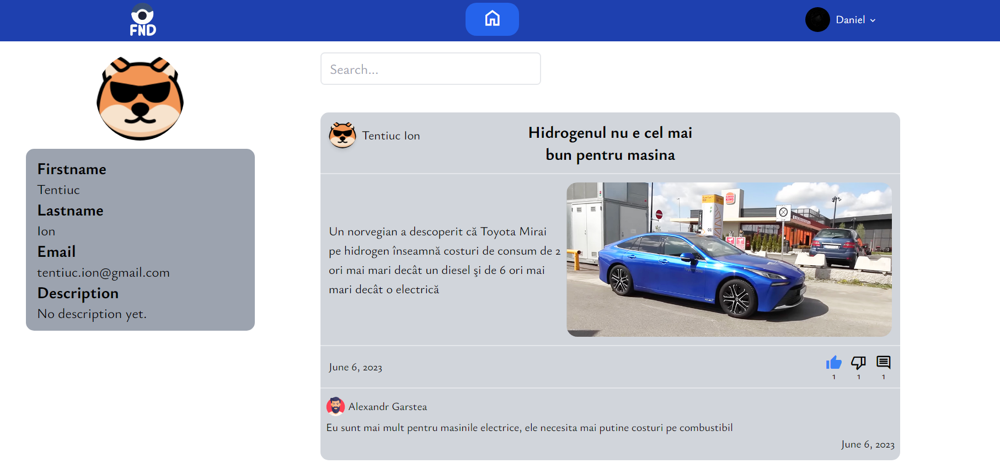 FND
Daniel
Search...
Firstname
Tentiuc
Lastname
Ion
Email
tentiuc.ion@gmail.com
Description
No description yet.
Tentiuc Ion
Hidrogenul nu e cel mai
bun pentru masina
Un norvegian a descoperit că Toyota Mirai
pe hidrogen înseamnă costuri de consum de 2
ori mai mari decât un diesel şi de 6 ori mai
mari decât o electrică
BURGER
KING
01
June 6, 2023
1
1
1
Alexandr Garstea
Eu sunt mai mult pentru masinile electrice, ele necesita mai putine costuri pe combustibil
June 6, 2023